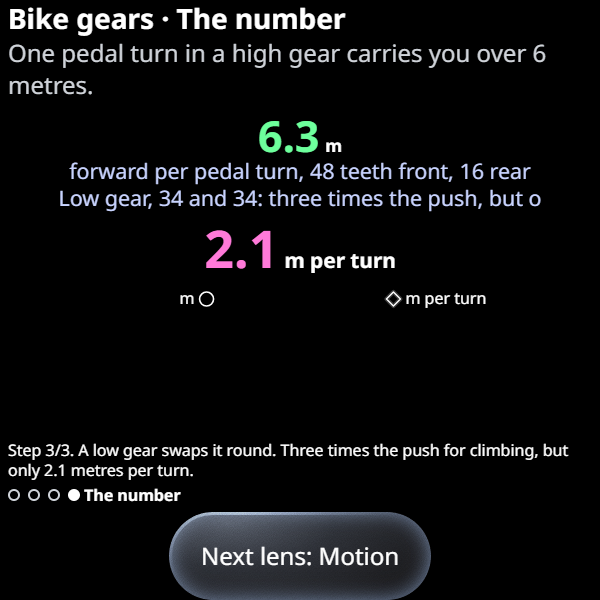 Bike gears · The number
One pedal turn in a high gear carries you over 6
metres.
6.3 m
forward per pedal turn, 48 teeth front, 16 rear
Low gear, 34 and 34: three times the push, but o
2.1 m per turn
m
m per turn
Step 3/3. A low gear swaps it round. Three times the push for climbing, but
only 2.1 metres per turn.
The number
Next lens: Motion